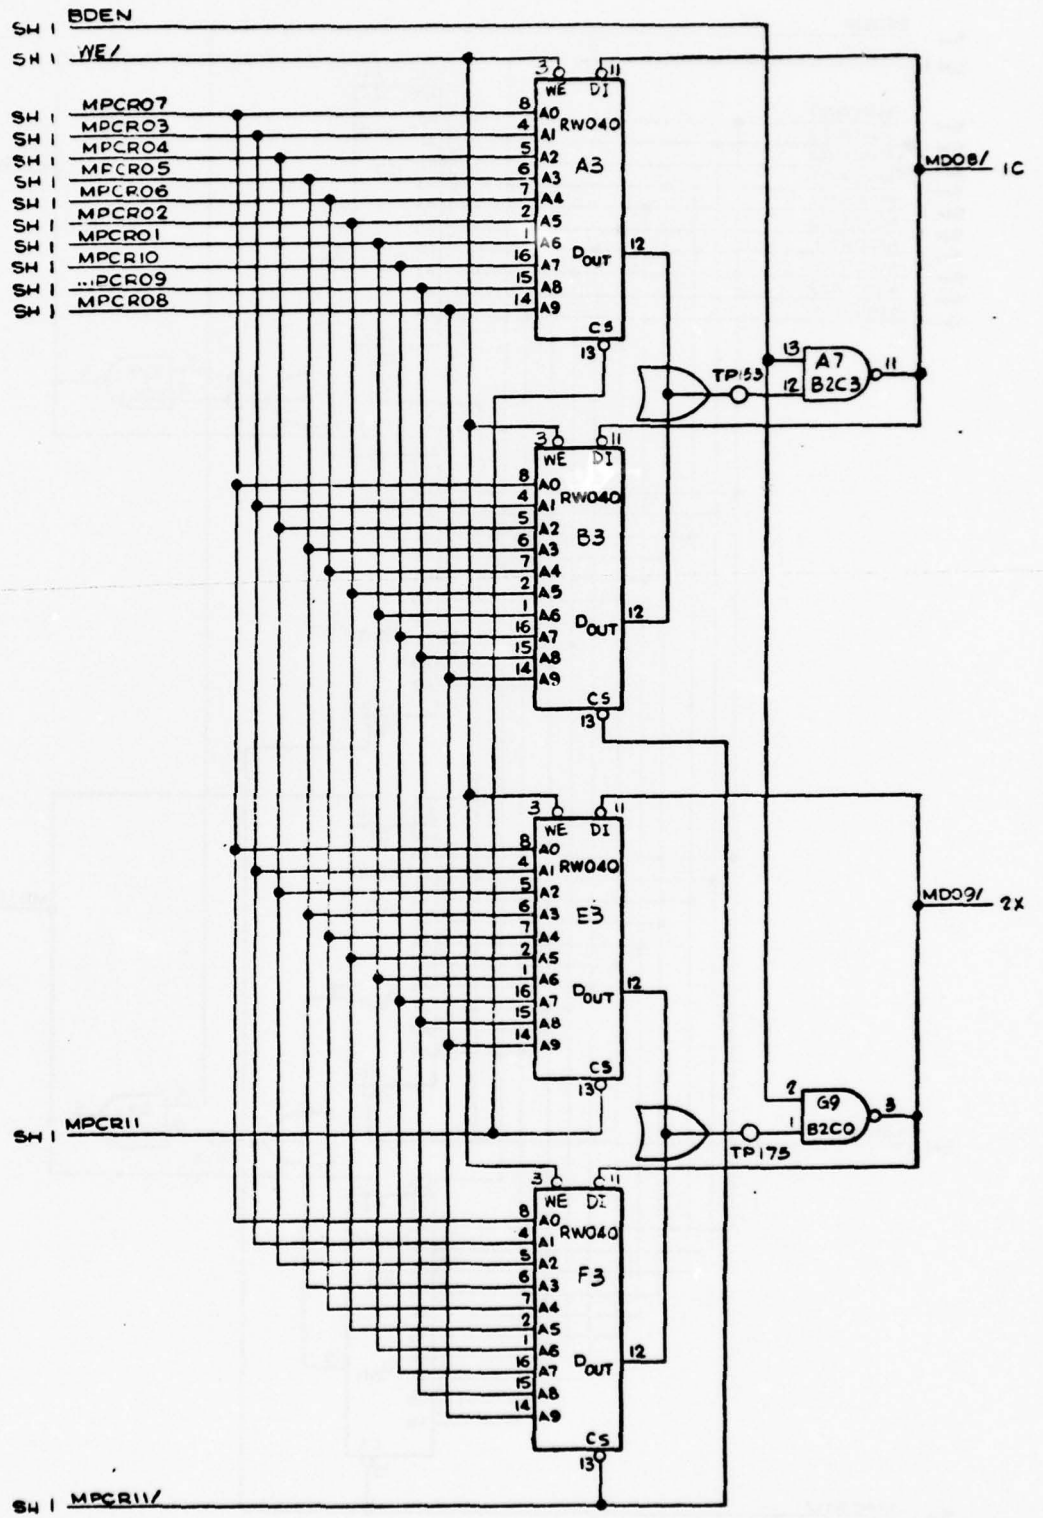 SH 1 BDEN
SH 1 WE/
SH 1 MPCR07
SH 1 MPCR03
SH 1 MPCR04
SH 1 MPCR05
SH 1 MPCR06
SH 1 MPCR02
SH 1 MPCR01
SH 1 MPCR10
SH 1 PCR09
SH 1 MPCR08
3 11
WE DI
8 A0
4 A1
5 A2
6 A3
7 A4
2 A5
1 A6
16 A7
15 A8
14 A9
RW040
A3
DOUT 12
CS
13
MD08/ 1C
13
12
A7
B2C3
11
TP153
3 11
WE DI
8 A0
4 A1
5 A2
6 A3
7 A4
2 A5
1 A6
16 A7
15 A8
14 A9
RW040
B3
DOUT 12
CS
13
3 11
WE DI
8 A0
4 A1
5 A2
6 A3
7 A4
2 A5
1 A6
16 A7
15 A8
14 A9
RW040
E3
DOUT 12
CS
13
MD09/ 2X
2
1
G9
B2C0
3
TP175
SH 1 MPCR11
3 11
WE DI
8 A0
4 A1
5 A2
6 A3
7 A4
2 A5
1 A6
16 A7
15 A8
14 A9
RW040
F3
DOUT 12
CS
13
SH 1 MPCR11/